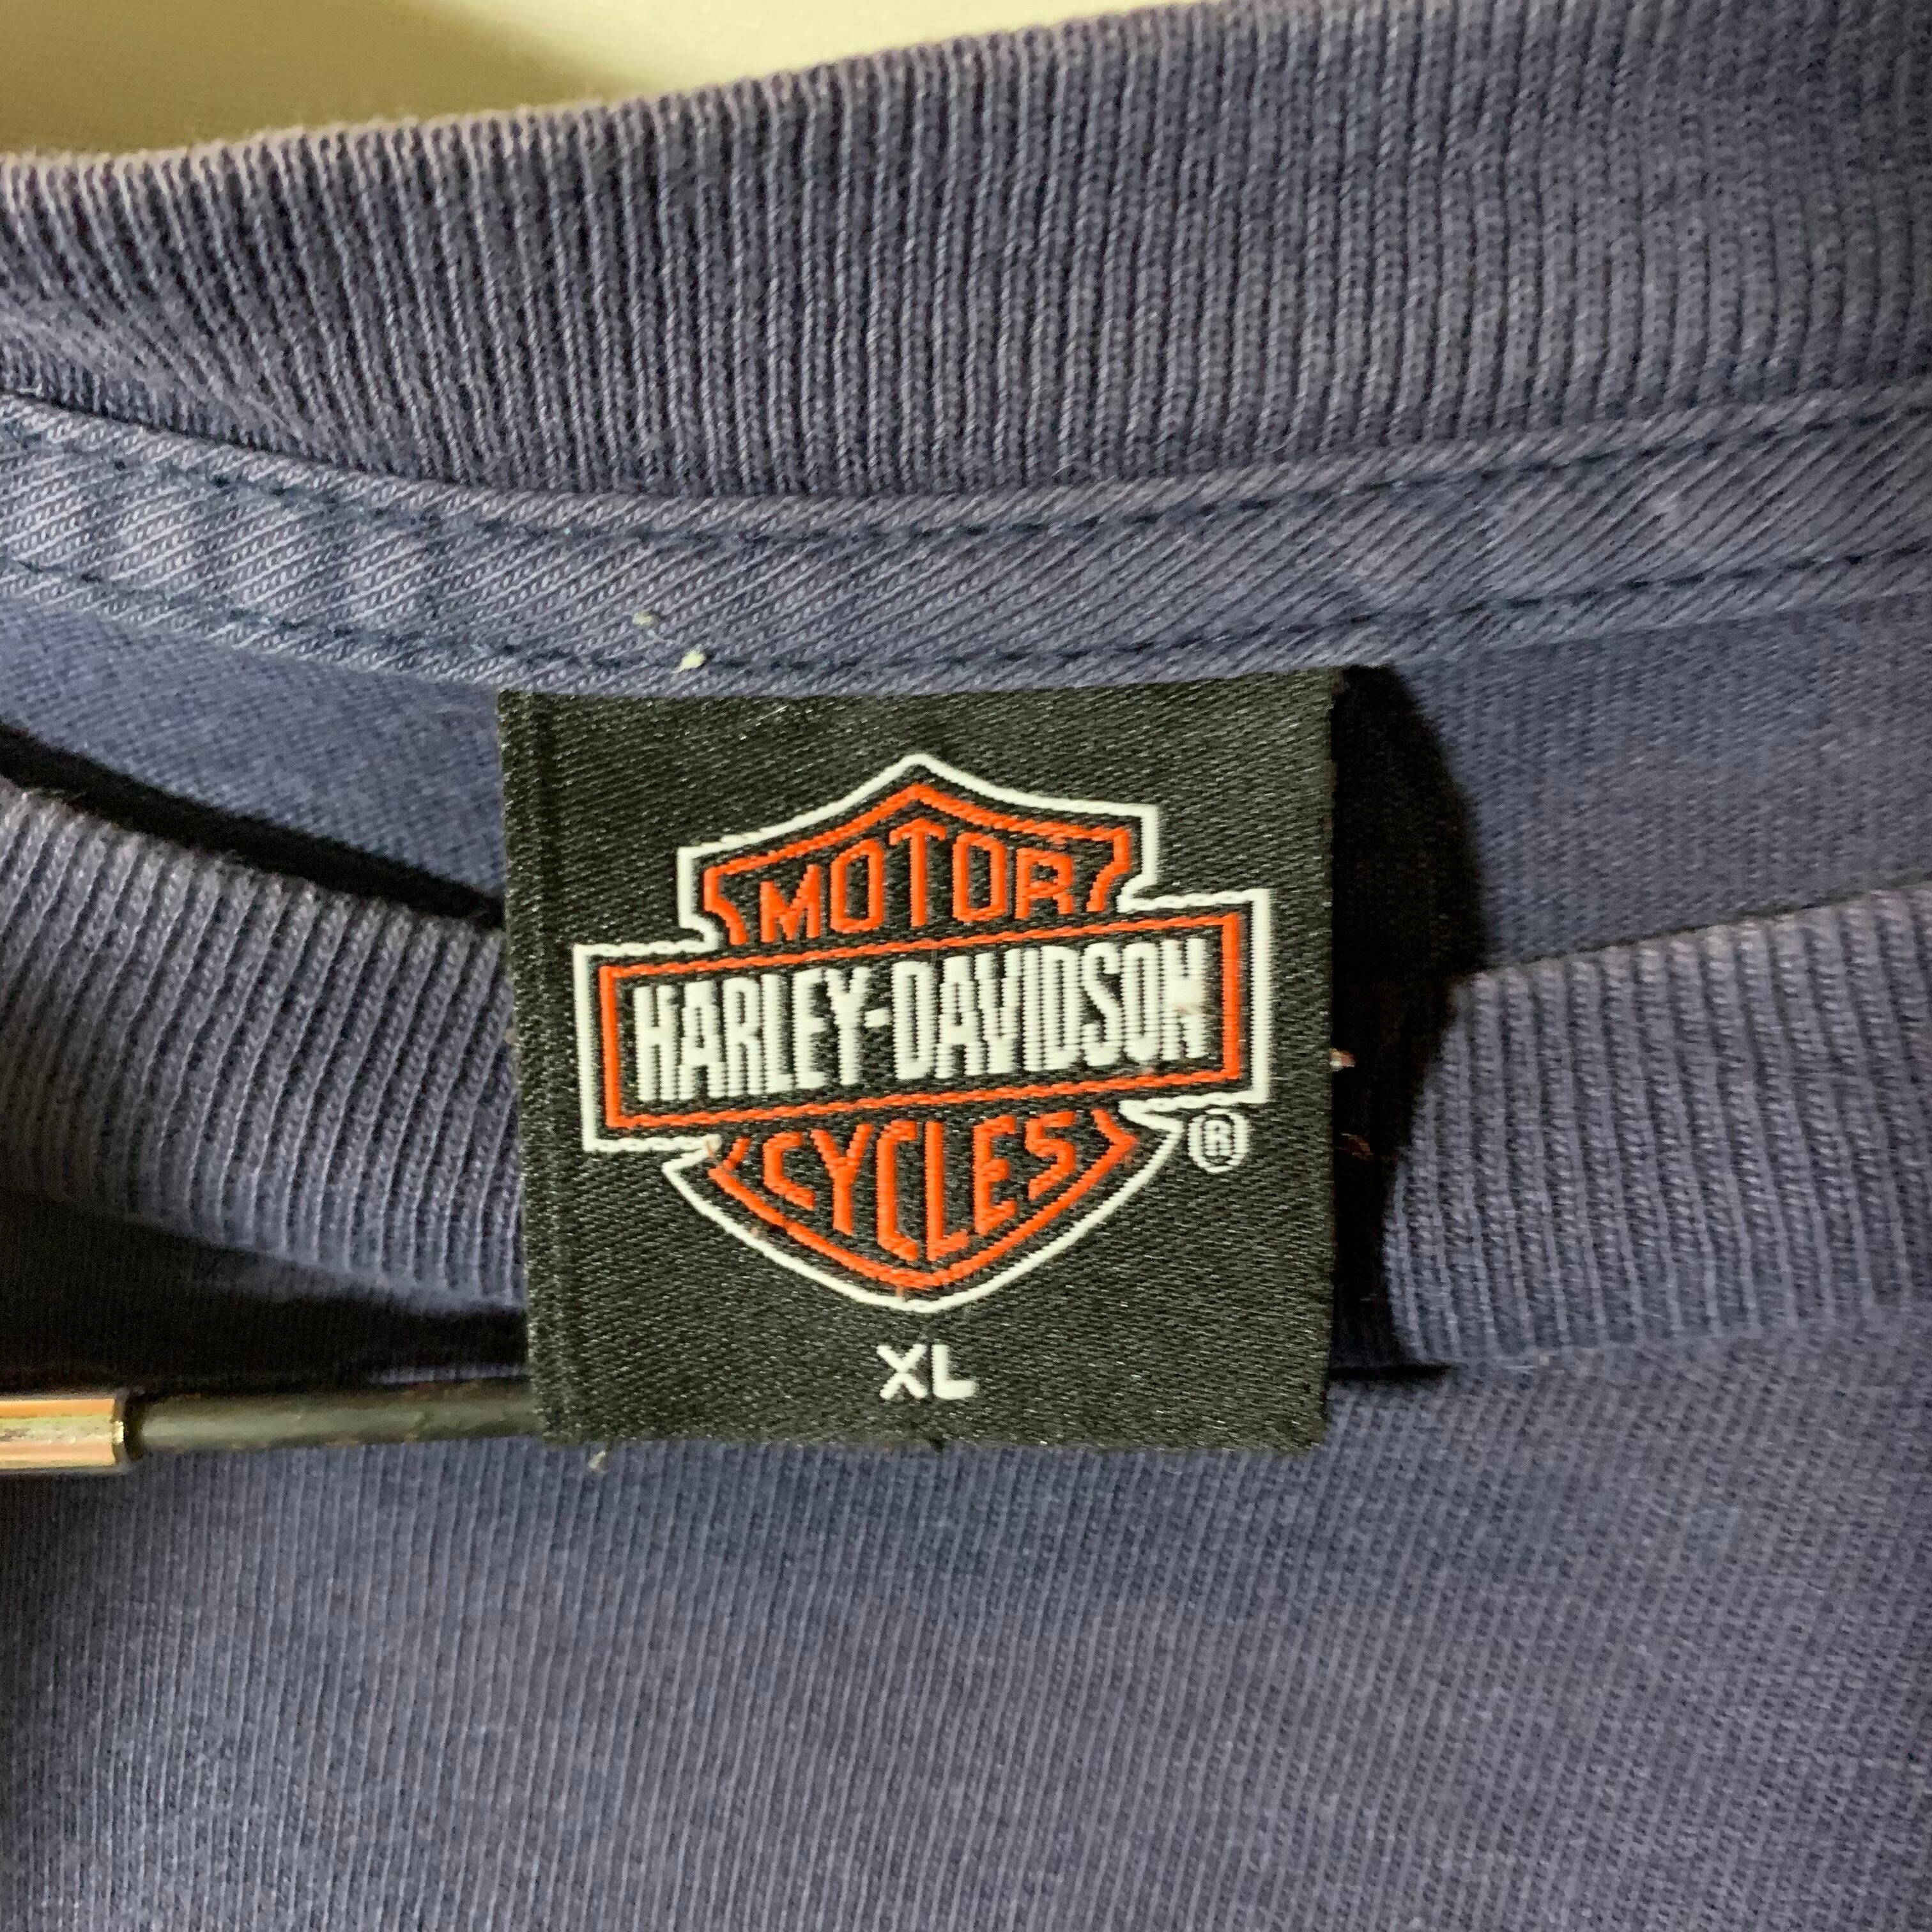 MOTOR
HARLEY-DAVIDSON
CYCLES
®
XL